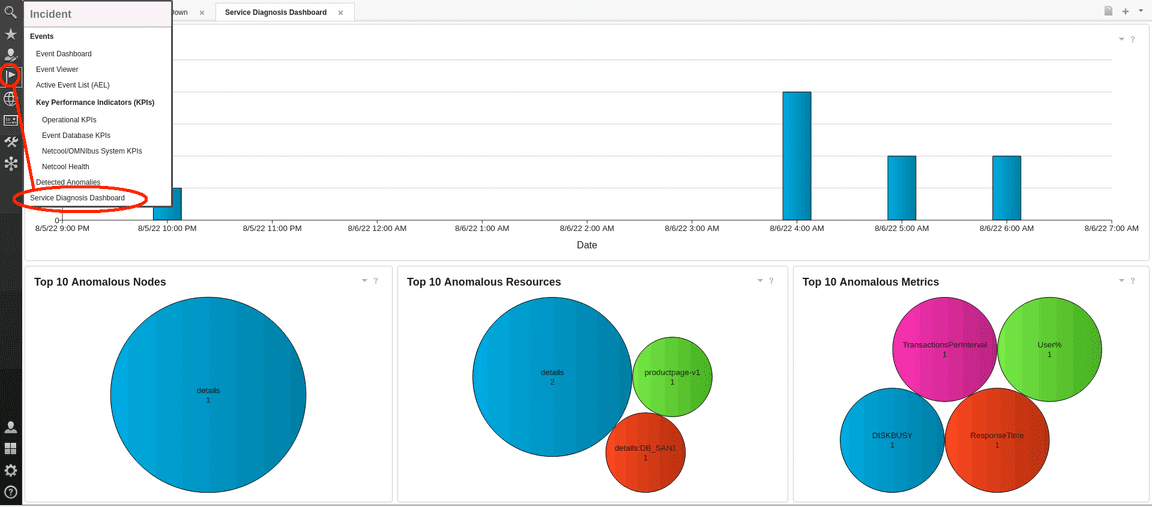 Incident
Down × Service Diagnosis Dashboard ×
Events
Event Dashboard
Event Viewer
Active Event List (AEL)
Key Performance Indicators (KPIs)
Operational KPIs
Event Database KPIs
Netcool/OMNIbus System KPIs
Netcool Health
Detected Anomalies
Service Diagnosis Dashboard
?
0
8/5/22 9:00 PM 8/5/22 10:00 PM 8/5/22 11:00 PM 8/6/22 12:00 AM 8/6/22 1:00 AM 8/6/22 2:00 AM 8/6/22 3:00 AM 8/6/22 4:00 AM 8/6/22 5:00 AM 8/6/22 6:00 AM 8/6/22 7:00 AM
Date
Top 10 Anomalous Nodes ?
details
1
Top 10 Anomalous Resources ?
details
2
productpage-v1
1
details:DB_SAN1
1
Top 10 Anomalous Metrics ?
TransactionsPerInterval
1
User%
1
DISKBUSY
1
ResponseTime
1